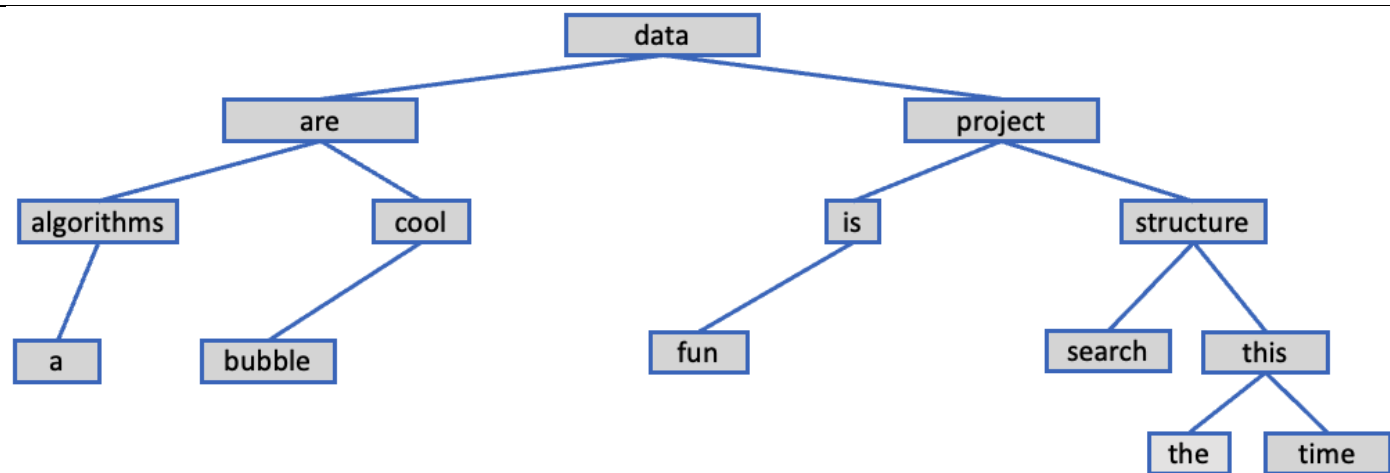 data
are project
algorithms cool is structure
a bubble fun search this
the time